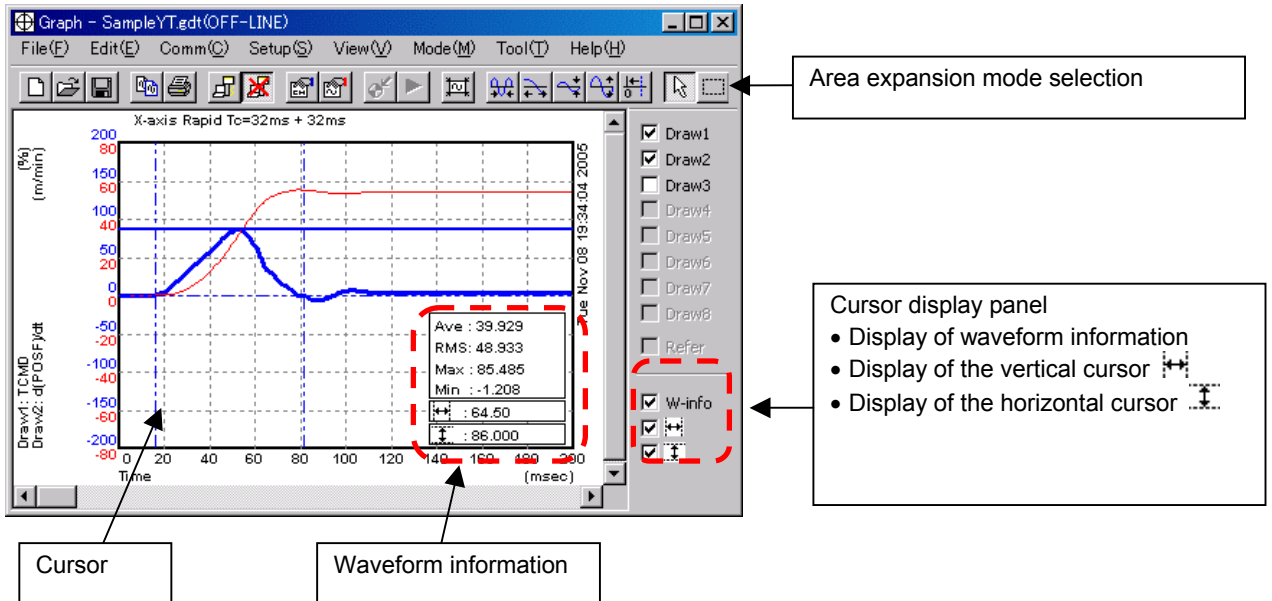 Graph - SampleYT.gdt(OFF-LINE)
File(F) Edit(E) Comm(C) Setup(S) View(V) Mode(M) Tool(T) Help(H)
Area expansion mode selection
X-axis Rapid Tc=32ms + 32ms
(%)
(m/min)
200
80
150
60
100
40
50
20
0
0
-50
-20
-100
-40
-150
-60
-200
-80
Draw1: TCMD
Draw2: d(POSF)/dt
0 20 40 60 80 100 120 140 160 180 200
Time (msec)
Tue Nov 08 19:34:04 2005
Ave : 39.929
RMS: 48.933
Max : 85.485
Min : -1.208
: 64.50
: 86.000
Draw1
Draw2
Draw3
Draw4
Draw5
Draw6
Draw7
Draw8
Refer
W-info
Cursor display panel
• Display of waveform information
• Display of the vertical cursor
• Display of the horizontal cursor
Cursor
Waveform information